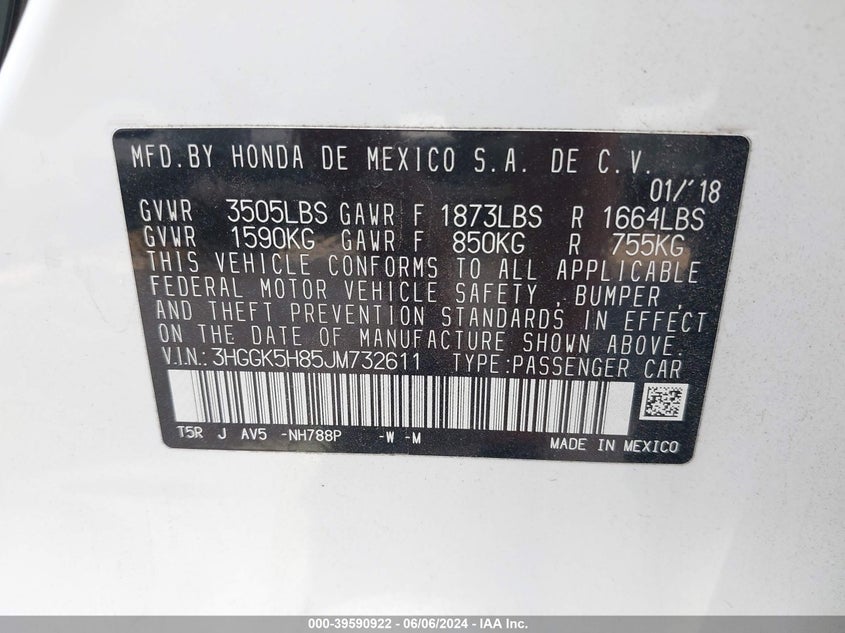 MFD.BY HONDA DE MEXICO S.A. DE C.V.
01/'18
GVWR 3505LBS GAWR F 1873LBS R 1664LBS
GVWR 1590KG GAWR F 850KG R 755KG
THIS VEHICLE CONFORMS TO ALL APPLICABLE
FEDERAL MOTOR VEHICLE SAFETY , BUMPER ,
AND THEFT PREVENTION STANDARDS IN EFFECT
ON THE DATE OF MANUFACTURE SHOWN ABOVE.
V.I.N.: 3HGGK5H85JM732611 TYPE:PASSENGER CAR
T5R J AV5 -NH788P -W -M MADE IN MEXICO
000-39590922 - 06/06/2024 - IAA Inc.